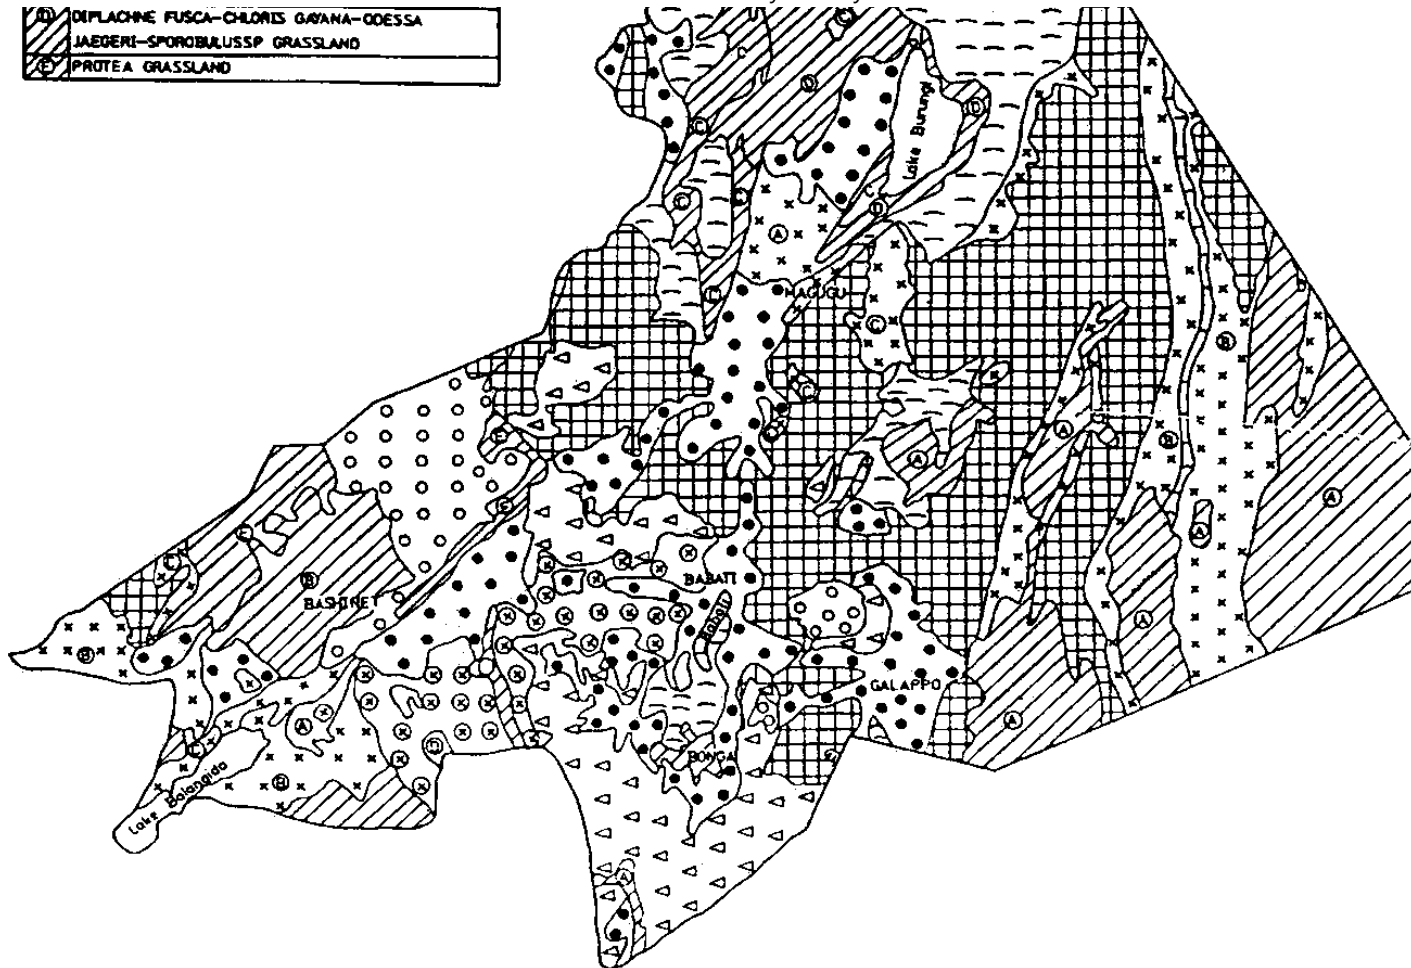 D DIPLACHNE FUSCA-CHLORIS GAYANA-ODESSA
JAEGERI-SPOROBULUSSP GRASSLAND
E PROTEA GRASSLAND
Lake Burungi
MAGUGU
BABATI
Babati
BASHINET
GALAPPO
BONGA
Lake Balangida